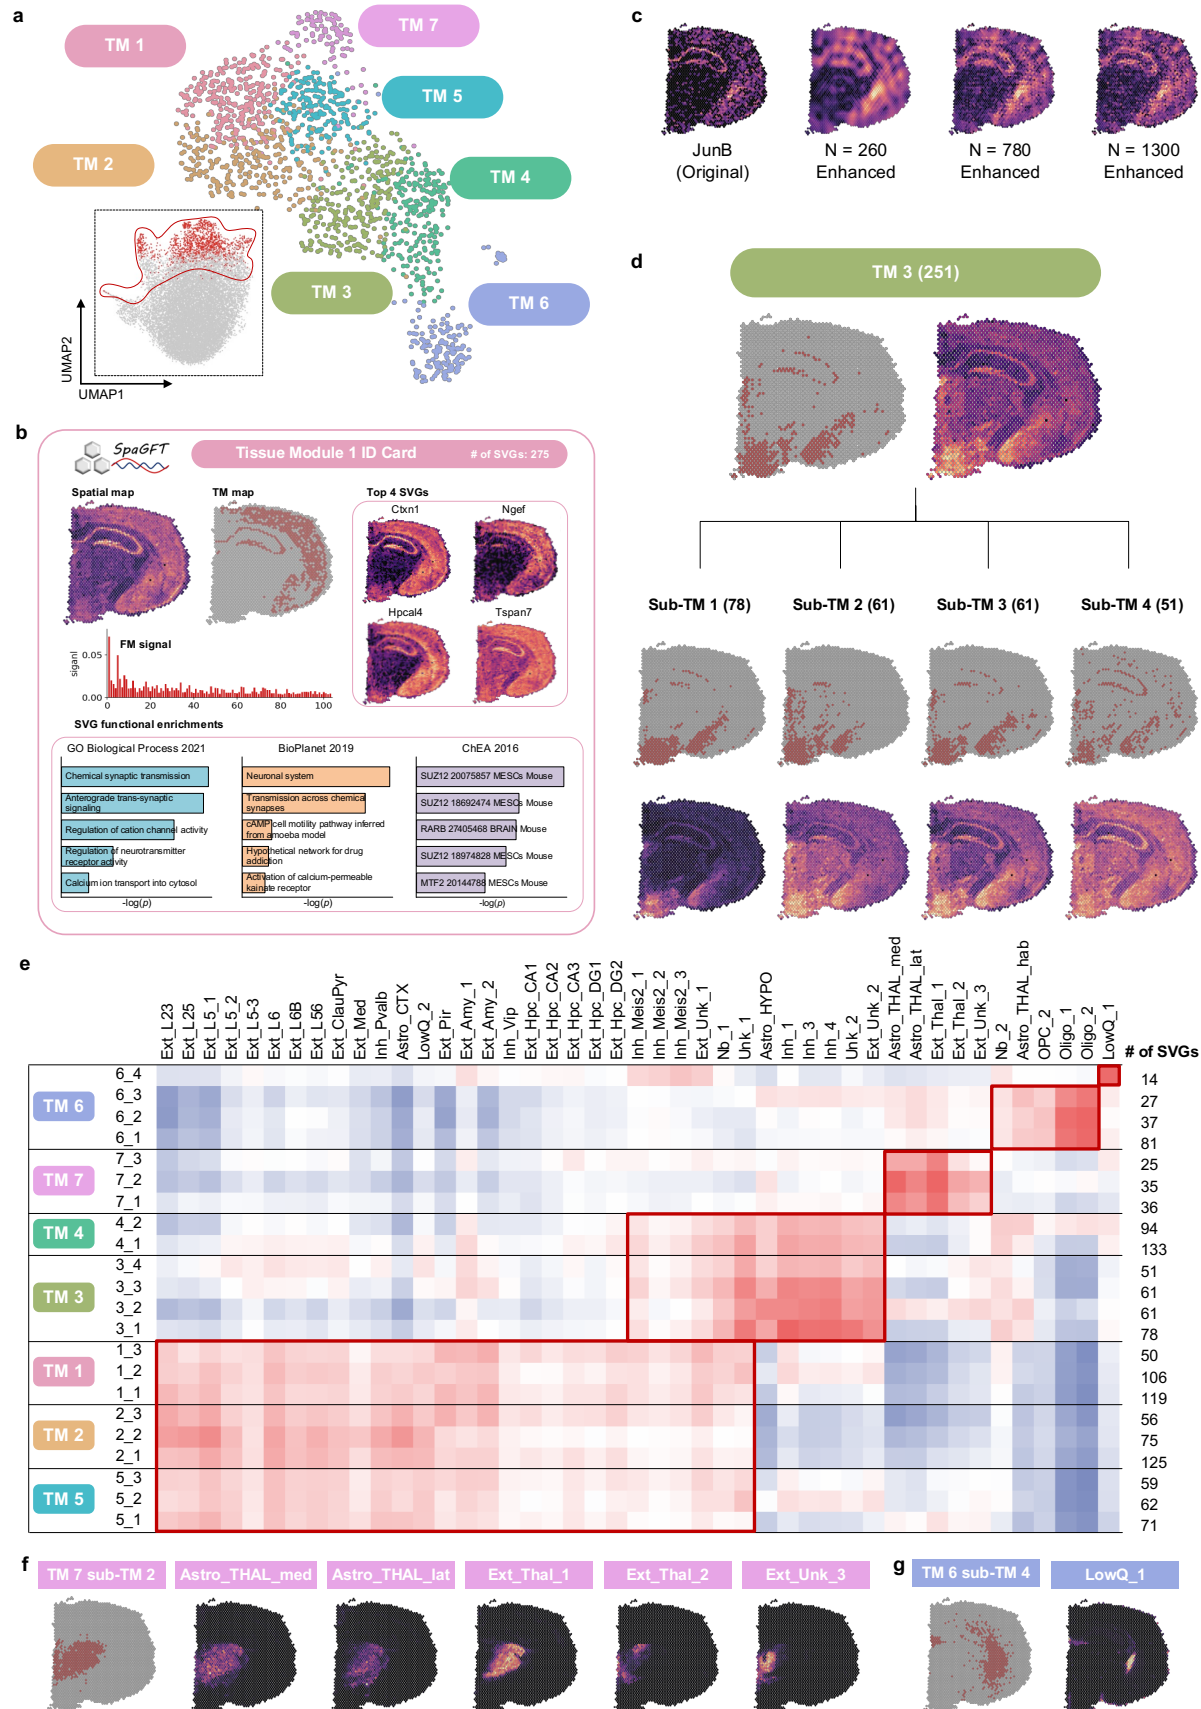 a
TM 7
TM 1
TM 5
TM 2
TM 4
TM 3
TM 6
UMAP2
UMAP1
b
SpaGFT
Tissue Module 1 ID Card
# of SVGs: 275
Spatial map
TM map
Top 4 SVGs
Ctxn1
Ngef
Hpcal4
Tspan7
FM signal
siganl
0.05
0.00
0 20 40 60 80 100
SVG functional enrichments
GO Biological Process 2021
Chemical synaptic transmission
Anterograde trans-synaptic
signaling
Regulation of cation channel activity
Regulation of neurotransmitter
receptor activity
Calcium ion transport into cytosol
-log(p)
BioPlanet 2019
Neuronal system
Transmission across chemical
synapses
cAMP cell motility pathway inferred
from amoeba model
Hypothetical network for drug
addiction
Activation of calcium-permeable
kainate receptor
-log(p)
ChEA 2016
SUZ12 20075857 MESCs Mouse
SUZ12 18692474 MESCs Mouse
RARB 27405468 BRAIN Mouse
SUZ12 18974828 MESCs Mouse
MTF2 20144788 MESCs Mouse
-log(p)
c
JunB
(Original)
N = 260
Enhanced
N = 780
Enhanced
N = 1300
Enhanced
d
TM 3 (251)
Sub-TM 1 (78)
Sub-TM 2 (61)
Sub-TM 3 (61)
Sub-TM 4 (51)
e
Ext_L23
Ext_L25
Ext_L5_1
Ext_L5_2
Ext_L5-3
Ext_L6
Ext_L6B
Ext_L56
Ext_ClauPyr
Ext_Med
Inh_Pvalb
Astro_CTX
LowQ_2
Ext_Pir
Ext_Amy_1
Ext_Amy_2
Inh_Vip
Ext_Hpc_CA1
Ext_Hpc_CA2
Ext_Hpc_CA3
Ext_Hpc_DG1
Ext_Hpc_DG2
Inh_Meis2_1
Inh_Meis2_2
Inh_Meis2_3
Ext_Unk_1
Nb_1
Unk_1
Astro_HYPO
Inh_1
Inh_3
Inh_4
Unk_2
Ext_Unk_2
Astro_THAL_med
Astro_THAL_lat
Ext_Thal_1
Ext_Thal_2
Ext_Unk_3
Nb_2
Astro_THAL_hab
OPC_2
Oligo_1
Oligo_2
LowQ_1
# of SVGs
TM 6
6_4 14
6_3 27
6_2 37
6_1 81
TM 7
7_3 25
7_2 35
7_1 36
TM 4
4_2 94
4_1 133
TM 3
3_4 51
3_3 61
3_2 61
3_1 78
TM 1
1_3 50
1_2 106
1_1 119
TM 2
2_3 56
2_2 75
2_1 125
TM 5
5_3 59
5_2 62
5_1 71
f
TM 7 sub-TM 2
Astro_THAL_med
Astro_THAL_lat
Ext_Thal_1
Ext_Thal_2
Ext_Unk_3
g
TM 6 sub-TM 4
LowQ_1